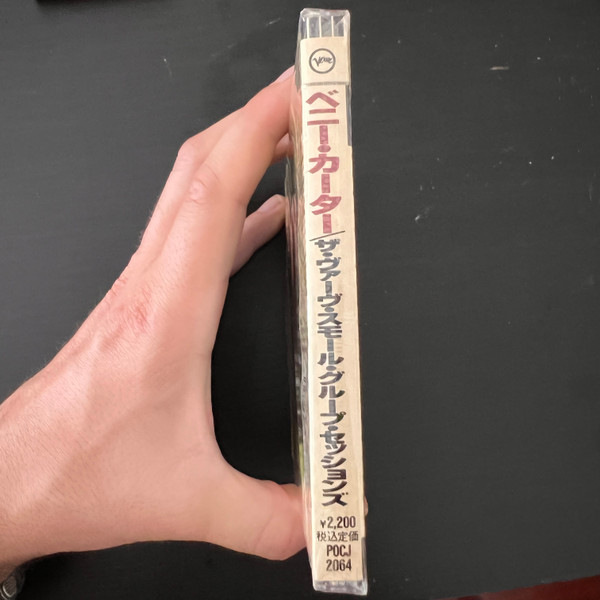 Verve
ベニー・カーター/
ザ・ヴァーヴ・スモール・グループ・セッションズ
¥2,200
税込定価
POCJ
2064